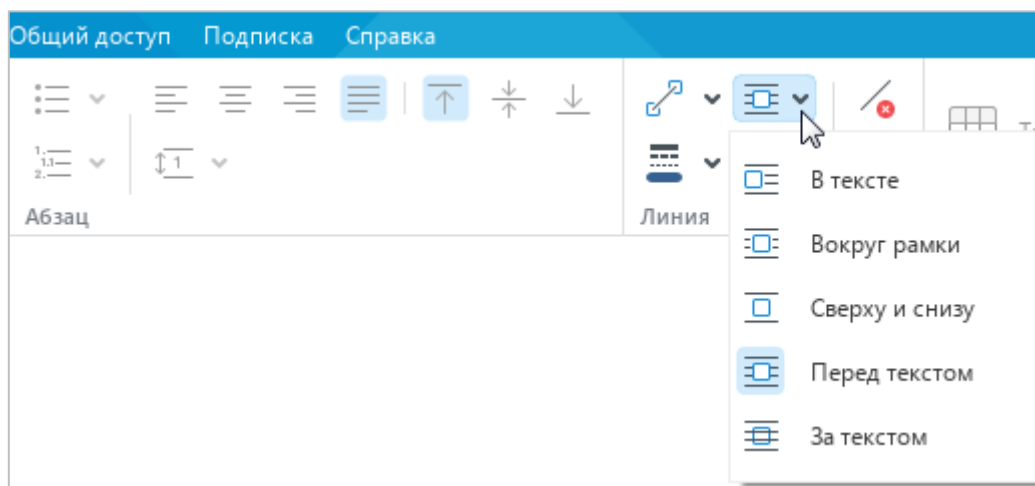 Общий доступ Подписка Справка
Абзац
Линия
В тексте
Вокруг рамки
Сверху и снизу
Перед текстом
За текстом